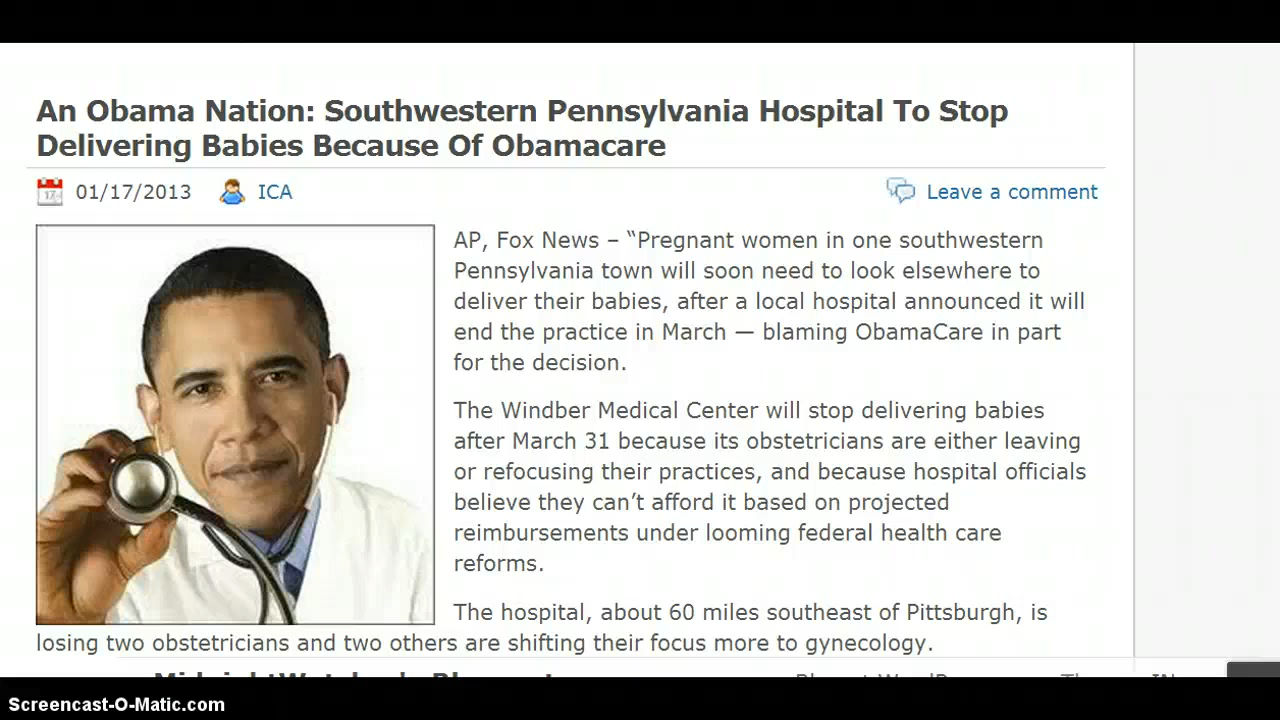 An Obama Nation: Southwestern Pennsylvania Hospital To Stop
Delivering Babies Because Of Obamacare
17
01/17/2013 ICA Leave a comment
AP, Fox News – “Pregnant women in one southwestern
Pennsylvania town will soon need to look elsewhere to
deliver their babies, after a local hospital announced it will
end the practice in March — blaming ObamaCare in part
for the decision.
The Windber Medical Center will stop delivering babies
after March 31 because its obstetricians are either leaving
or refocusing their practices, and because hospital officials
believe they can’t afford it based on projected
reimbursements under looming federal health care
reforms.
The hospital, about 60 miles southeast of Pittsburgh, is
losing two obstetricians and two others are shifting their focus more to gynecology.
Screencast-O-Matic.com